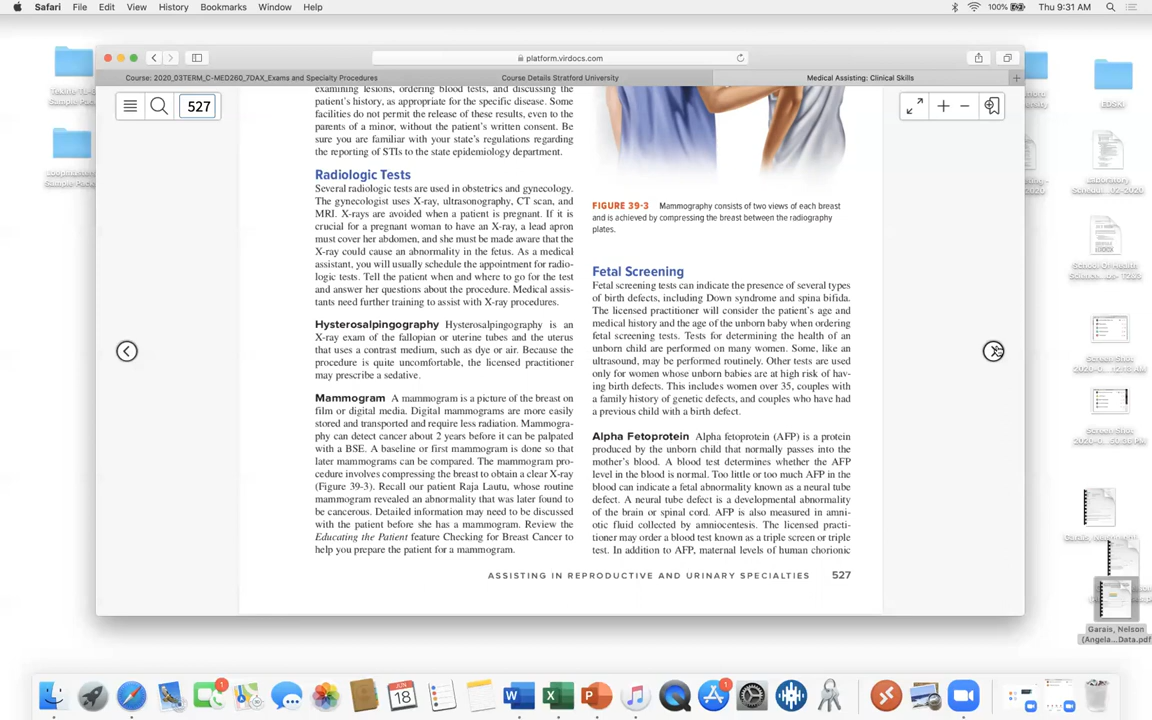 Safari File Edit View History Bookmarks Window Help
100% Thu 9:31 AM
platform.virdocs.com
Course: 2020_03TERM_C-MED260_7DAX_Exams and Specialty Procedures
Course Details Stratford University
Medical Assisting: Clinical Skills
527
examining lesions, ordering blood tests, and discussing the
patient's history, as appropriate for the specific disease. Some
facilities do not permit the release of these results, even to the
parents of a minor, without the patient's written consent. Be
sure you are familiar with your state's regulations regarding
the reporting of STIs to the state epidemiology department.
Radiologic Tests
Several radiologic tests are used in obstetrics and gynecology.
The gynecologist uses X-ray, ultrasonography, CT scan, and
MRI. X-rays are avoided when a patient is pregnant. If it is
crucial for a pregnant woman to have an X-ray, a lead apron
must cover her abdomen, and she must be made aware that the
X-ray could cause an abnormality in the fetus. As a medical
assistant, you will usually schedule the appointment for radio-
logic tests. Tell the patient when and where to go for the test
and answer her questions about the procedure. Medical assis-
tants need further training to assist with X-ray procedures.
Hysterosalpingography Hysterosalpingography is an
X-ray exam of the fallopian or uterine tubes and the uterus
that uses a contrast medium, such as dye or air. Because the
procedure is quite uncomfortable, the licensed practitioner
may prescribe a sedative.
Mammogram A mammogram is a picture of the breast on
film or digital media. Digital mammograms are more easily
stored and transported and require less radiation. Mammogra-
phy can detect cancer about 2 years before it can be palpated
with a BSE. A baseline or first mammogram is done so that
later mammograms can be compared. The mammogram pro-
cedure involves compressing the breast to obtain a clear X-ray
(Figure 39-3). Recall our patient Raja Lautu, whose routine
mammogram revealed an abnormality that was later found to
be cancerous. Detailed information may need to be discussed
with the patient before she has a mammogram. Review the
Educating the Patient feature Checking for Breast Cancer to
help you prepare the patient for a mammogram.
FIGURE 39-3 Mammography consists of two views of each breast
and is achieved by compressing the breast between the radiography
plates.
Fetal Screening
Fetal screening tests can indicate the presence of several types
of birth defects, including Down syndrome and spina bifida.
The licensed practitioner will consider the patient's age and
medical history and the age of the unborn baby when ordering
fetal screening tests. Tests for determining the health of an
unborn child are performed on many women. Some, like an
ultrasound, may be performed routinely. Other tests are used
only for women whose unborn babies are at high risk of hav-
ing birth defects. This includes women over 35, couples with
a family history of genetic defects, and couples who have had
a previous child with a birth defect.
Alpha Fetoprotein Alpha fetoprotein (AFP) is a protein
produced by the unborn child that normally passes into the
mother's blood. A blood test determines whether the AFP
level in the blood is normal. Too little or too much AFP in the
blood can indicate a fetal abnormality known as a neural tube
defect. A neural tube defect is a developmental abnormality
of the brain or spinal cord. AFP is also measured in amni-
otic fluid collected by amniocentesis. The licensed practi-
tioner may order a blood test known as a triple screen or triple
test. In addition to AFP, maternal levels of human chorionic
ASSISTING IN REPRODUCTIVE AND URINARY SPECIALTIES 527
EDSKI
Laboratory
School Of Health
Screen Shot
Screen Shot
Garais, Nelson
(Angela...Data.pdf
1
JUN
18
1